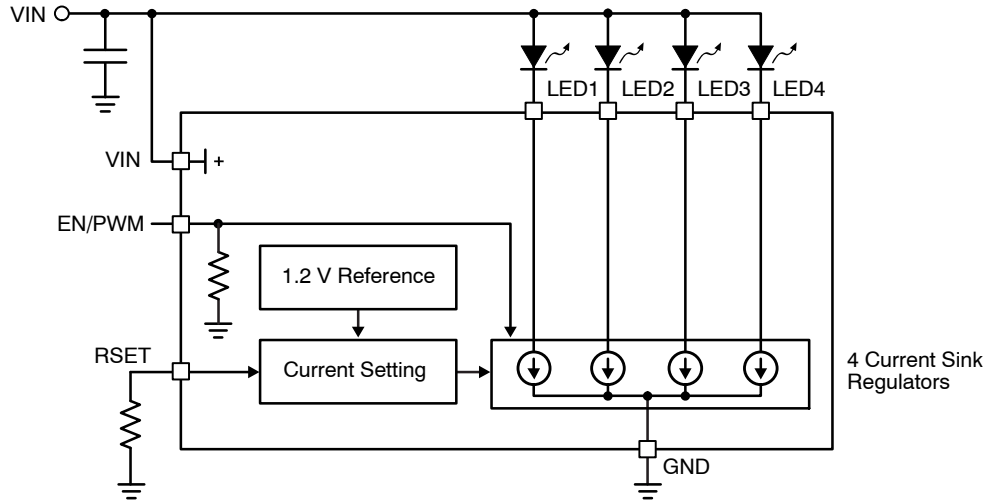 VIN
LED1 LED2 LED3 LED4
VIN
+
EN/PWM
1.2 V Reference
RSET
Current Setting
4 Current Sink
Regulators
GND